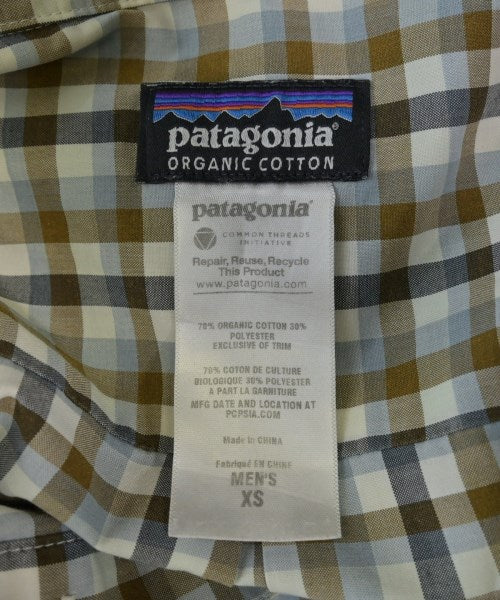 patagonia®
ORGANIC COTTON
patagonia®
COMMON THREADS
INITIATIVE
Repair, Reuse, Recycle
This Product
www.patagonia.com
70% ORGANIC COTTON 30%
POLYESTER
EXCLUSIVE OF TRIM
70% COTON DE CULTURE
BIOLOGIQUE 30% POLYESTER
A PART LA GARNITURE
MFG DATE AND LOCATION AT
PCPSIA.COM
Made in CHINA
Fabriqué EN CHINE
MEN'S
XS